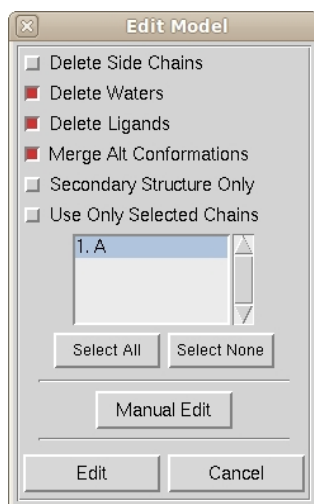 Edit Model
Delete Side Chains
Delete Waters
Delete Ligands
Merge Alt Conformations
Secondary Structure Only
Use Only Selected Chains
1. A
Select All Select None
Manual Edit
Edit Cancel